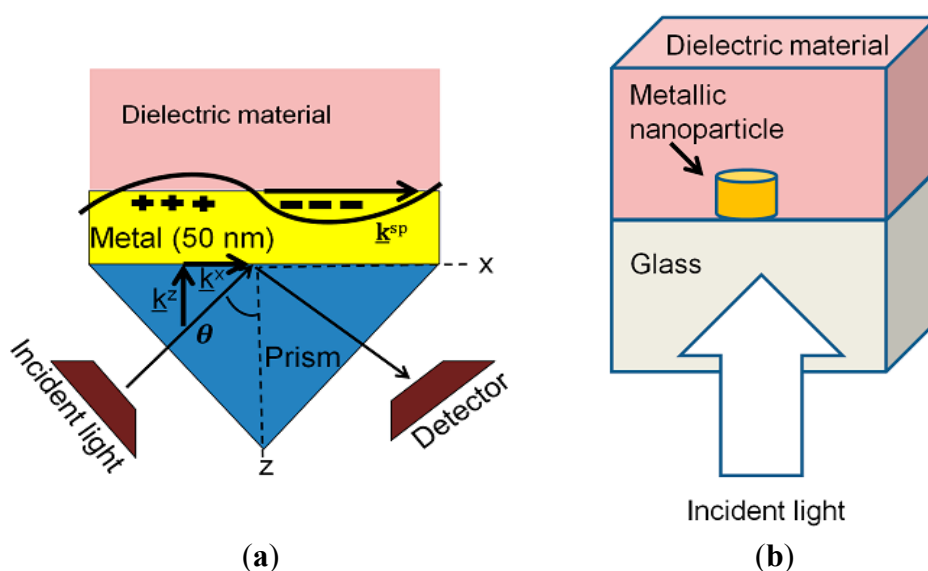 Dielectric material
+ + +
Metal (50 nm)
k^sp
x
k^x
k^z
θ
Prism
Incident light
Detector
z
(a)
Dielectric material
Metallic
nanoparticle
Glass
Incident light
(b)